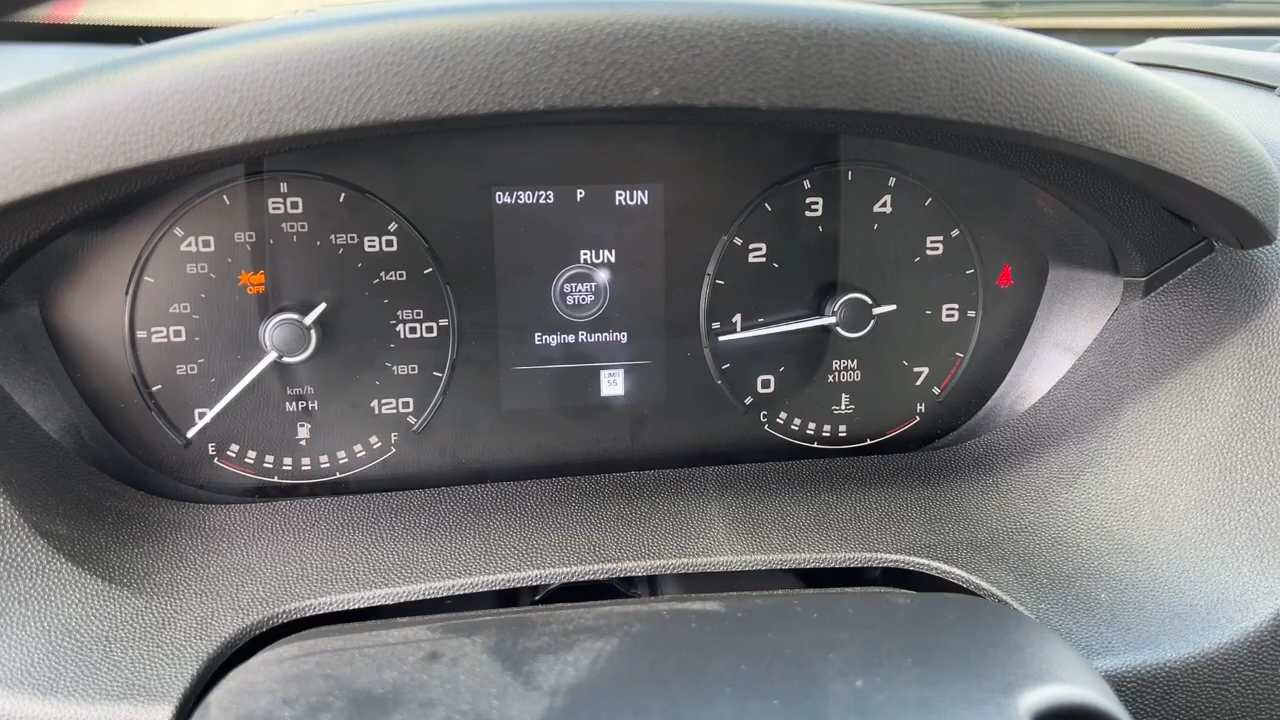 04/30/23 P RUN
RUN
START
STOP
Engine Running
LIMIT
55
0 20 40 60 80 100 120
20 40 60 80 100 120 140 160 180
OFF
km/h
MPH
E F
0 1 2 3 4 5 6 7
RPM
x1000
C H